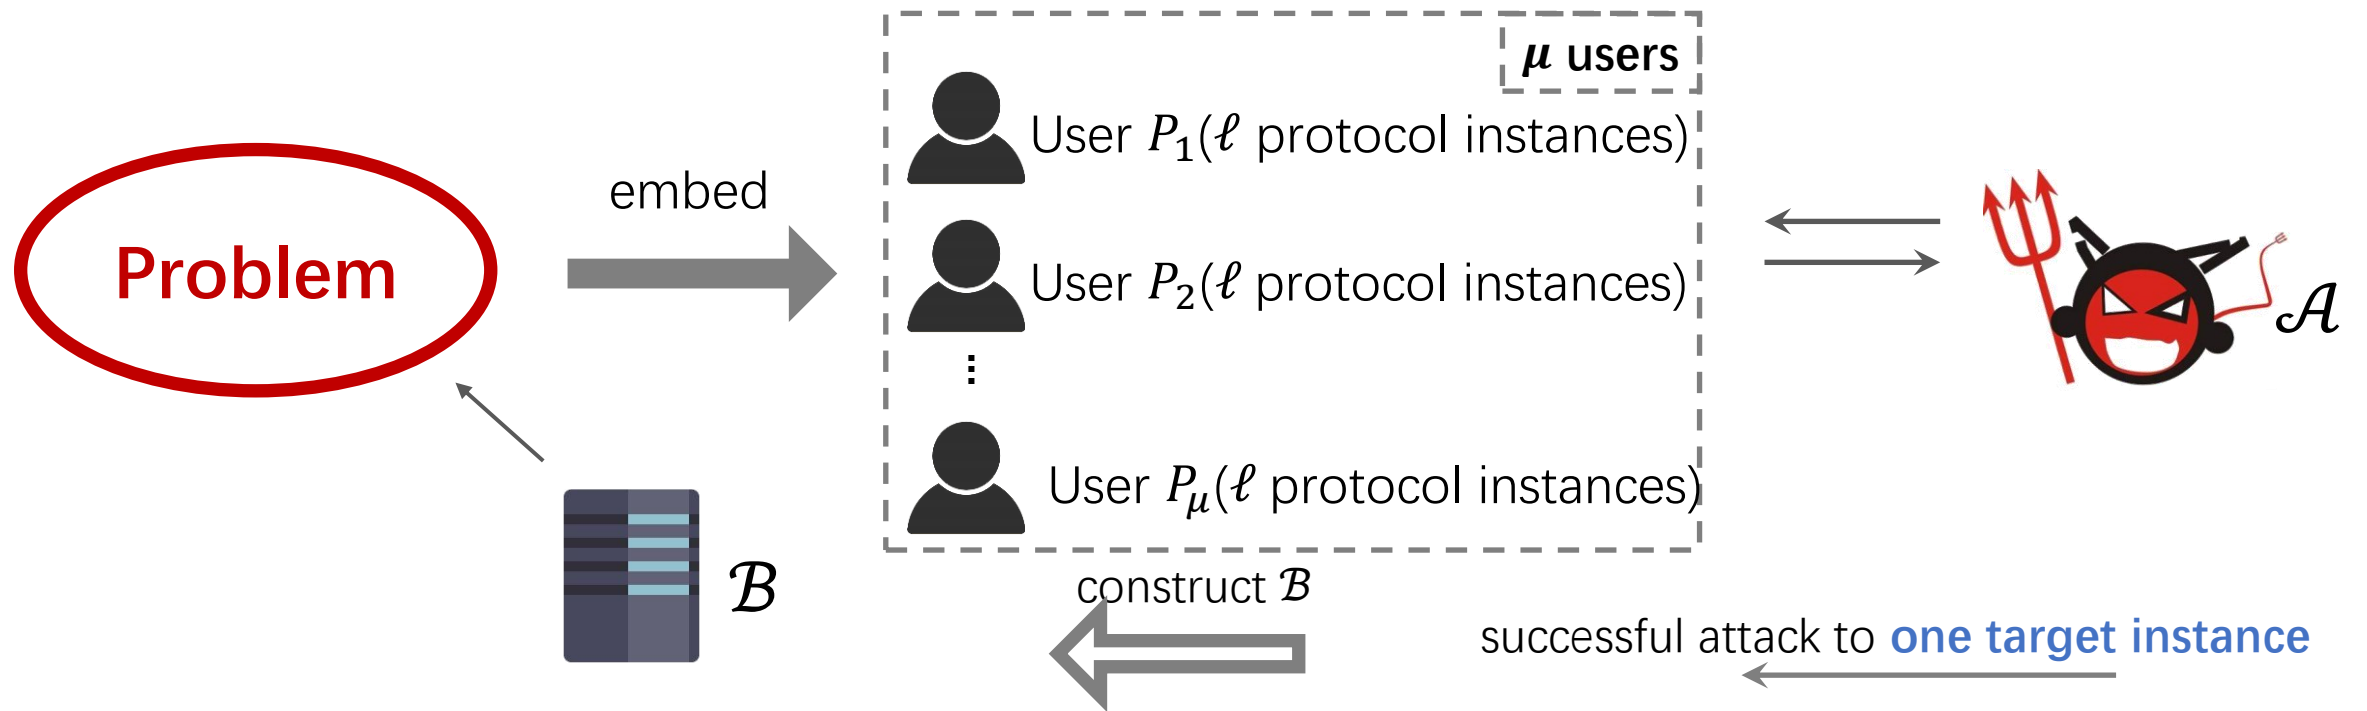 μ users
User P₁(ℓ protocol instances)
embed
Problem
User P₂(ℓ protocol instances)
𝒜
⋮
User P_μ(ℓ protocol instances)
ℬ
construct ℬ
successful attack to one target instance